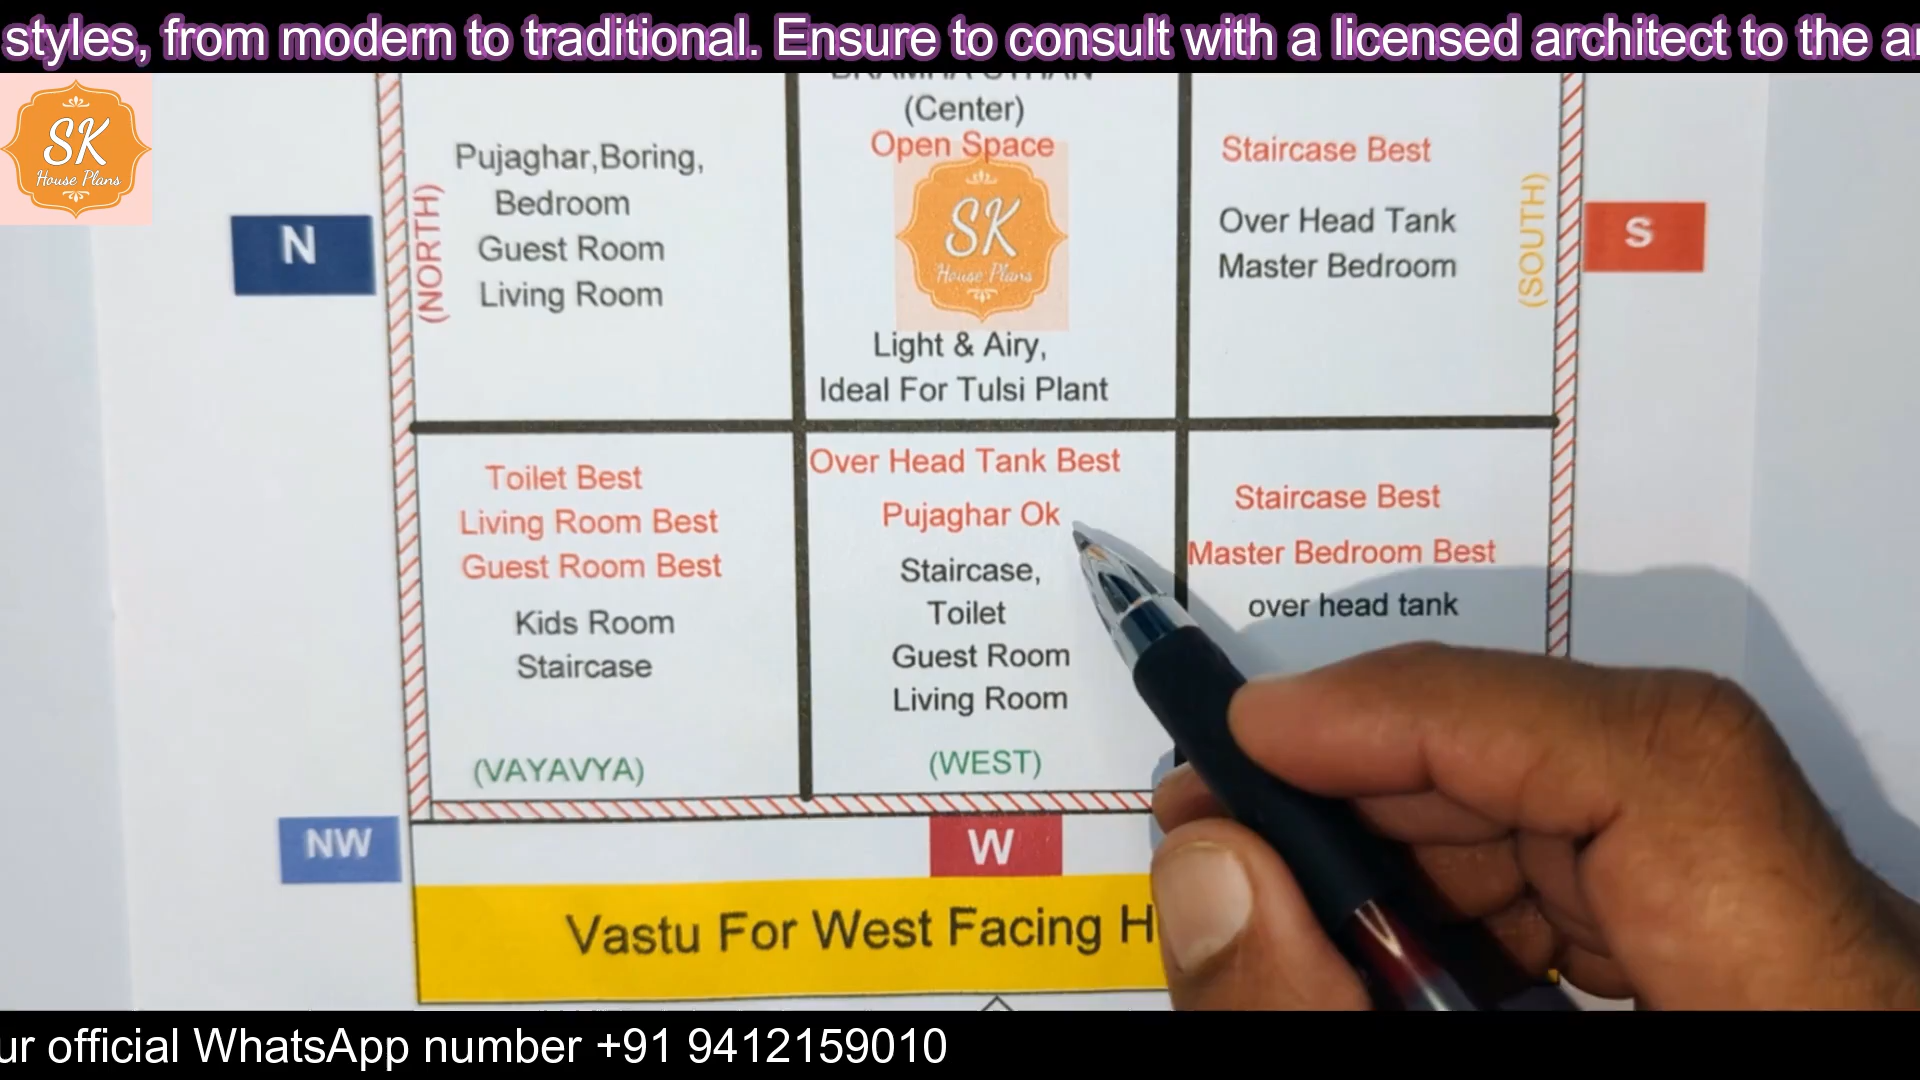 styles, from modern to traditional. Ensure to consult with a licensed architect to the
SK
House Plans
(Center)
Open Space
Pujaghar,Boring,
Bedroom
Guest Room
Living Room
(NORTH)
N
SK
House Plans
Light & Airy,
Ideal For Tulsi Plant
Staircase Best
Over Head Tank
Master Bedroom
(SOUTH)
S
Toilet Best
Living Room Best
Guest Room Best
Kids Room
Staircase
(VAYAVYA)
Over Head Tank Best
Pujaghar Ok
Staircase,
Toilet
Guest Room
Living Room
(WEST)
Staircase Best
Master Bedroom Best
over head tank
NW
W
Vastu For West Facing H
ur official WhatsApp number +91 9412159010